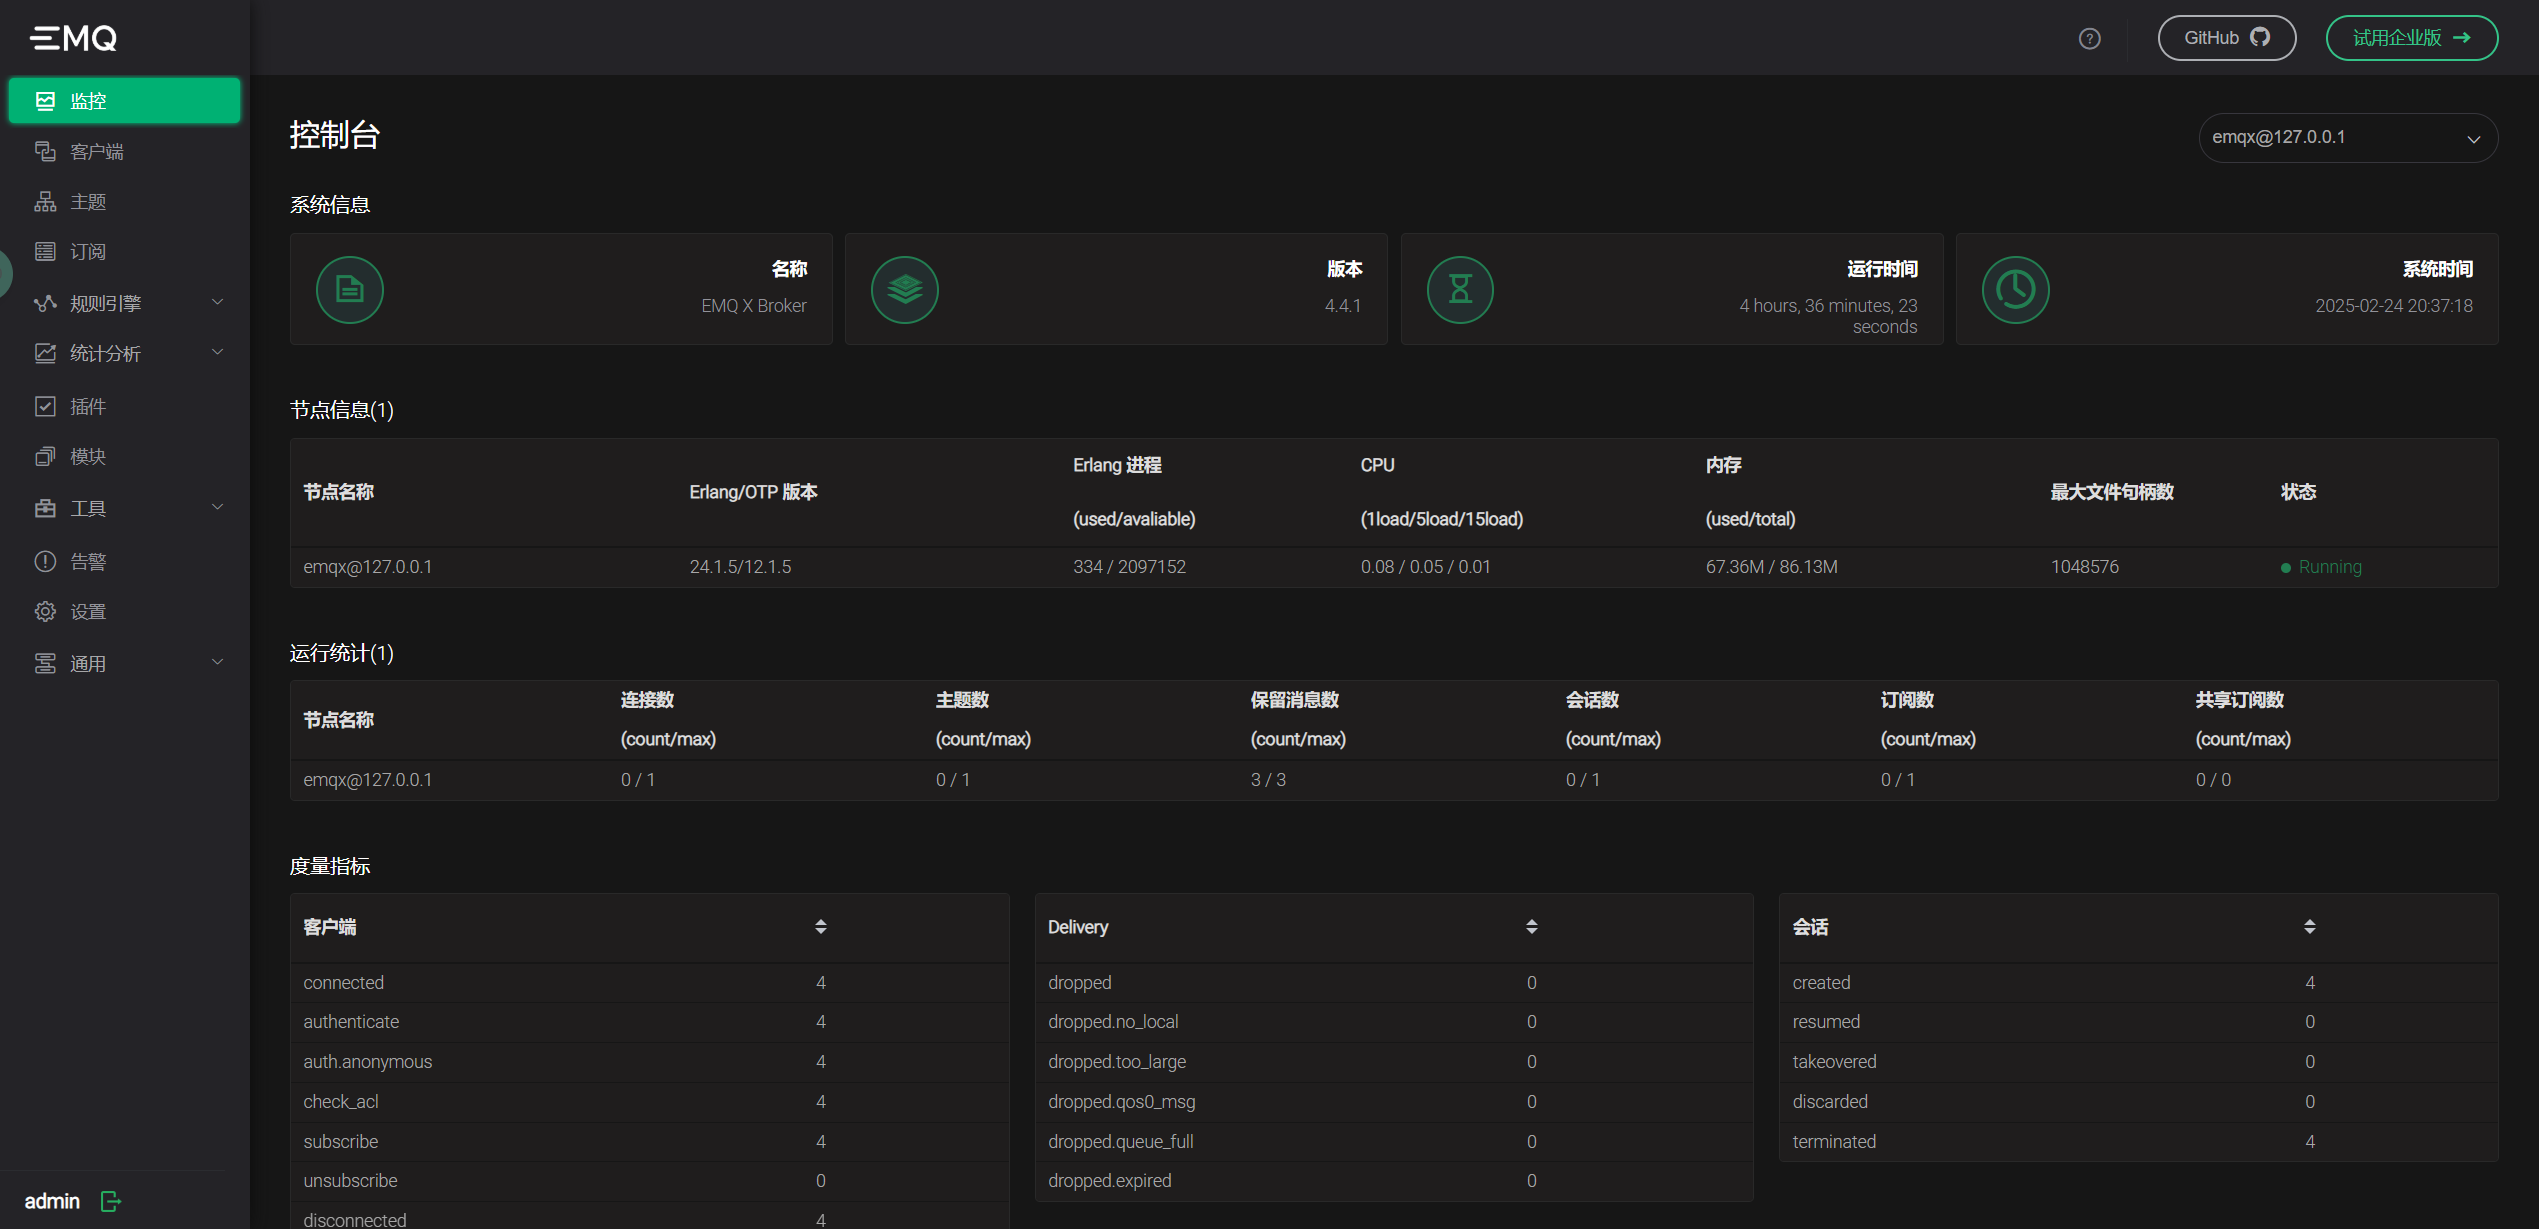 EMQ
GitHub
试用企业版
监控
客户端
主题
订阅
规则引擎
统计分析
插件
模块
工具
告警
设置
通用
admin
控制台
emqx@127.0.0.1
系统信息
名称
EMQ X Broker
版本
4.4.1
运行时间
4 hours, 36 minutes, 23
seconds
系统时间
2025-02-24 20:37:18
节点信息(1)
节点名称 Erlang/OTP 版本 Erlang 进程 (used/avaliable) CPU (1load/5load/15load) 内存 (used/total) 最大文件句柄数 状态
emqx@127.0.0.1 24.1.5/12.1.5 334 / 2097152 0.08 / 0.05 / 0.01 67.36M / 86.13M 1048576 Running
运行统计(1)
节点名称 连接数 (count/max) 主题数 (count/max) 保留消息数 (count/max) 会话数 (count/max) 订阅数 (count/max) 共享订阅数 (count/max)
emqx@127.0.0.1 0 / 1 0 / 1 3 / 3 0 / 1 0 / 1 0 / 0
度量指标
客户端
connected 4
authenticate 4
auth.anonymous 4
check_acl 4
subscribe 4
unsubscribe 0
disconnected 4
Delivery
dropped 0
dropped.no_local 0
dropped.too_large 0
dropped.qos0_msg 0
dropped.queue_full 0
dropped.expired 0
会话
created 4
resumed 0
takeovered 0
discarded 0
terminated 4